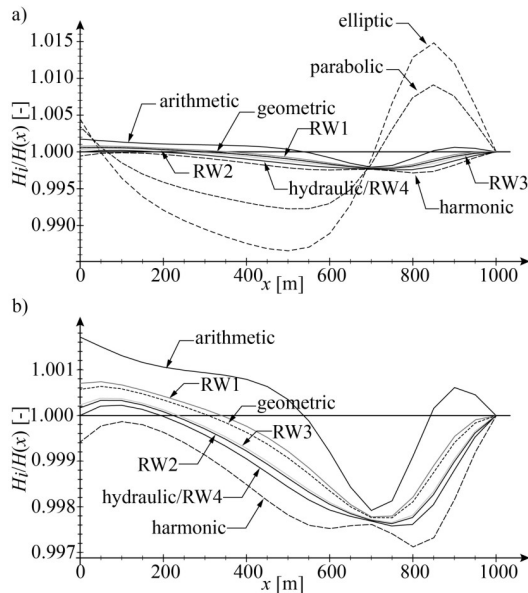 a)
elliptic
1.015
parabolic
1.010
Hi/H(x) [-]
arithmetic
geometric
1.005
RW1
1.000
RW2
hydraulic/RW4
RW3
0.995
harmonic
0.990
0 200 400 600 800 1000
x [m]
b)
arithmetic
1.001
RW1
geometric
Hi/H(x) [-]
1.000
RW3
0.999
RW2
hydraulic/RW4
0.998
harmonic
0.997
0 200 400 600 800 1000
x [m]